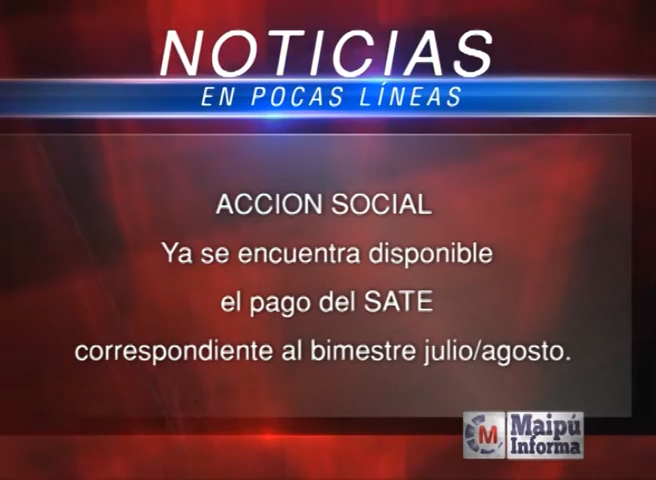 NOTICIAS
EN POCAS LÍNEAS
ACCION SOCIAL
Ya se encuentra disponible
el pago del SATE
correspondiente al bimestre julio/agosto.
M
Maipú
Informa